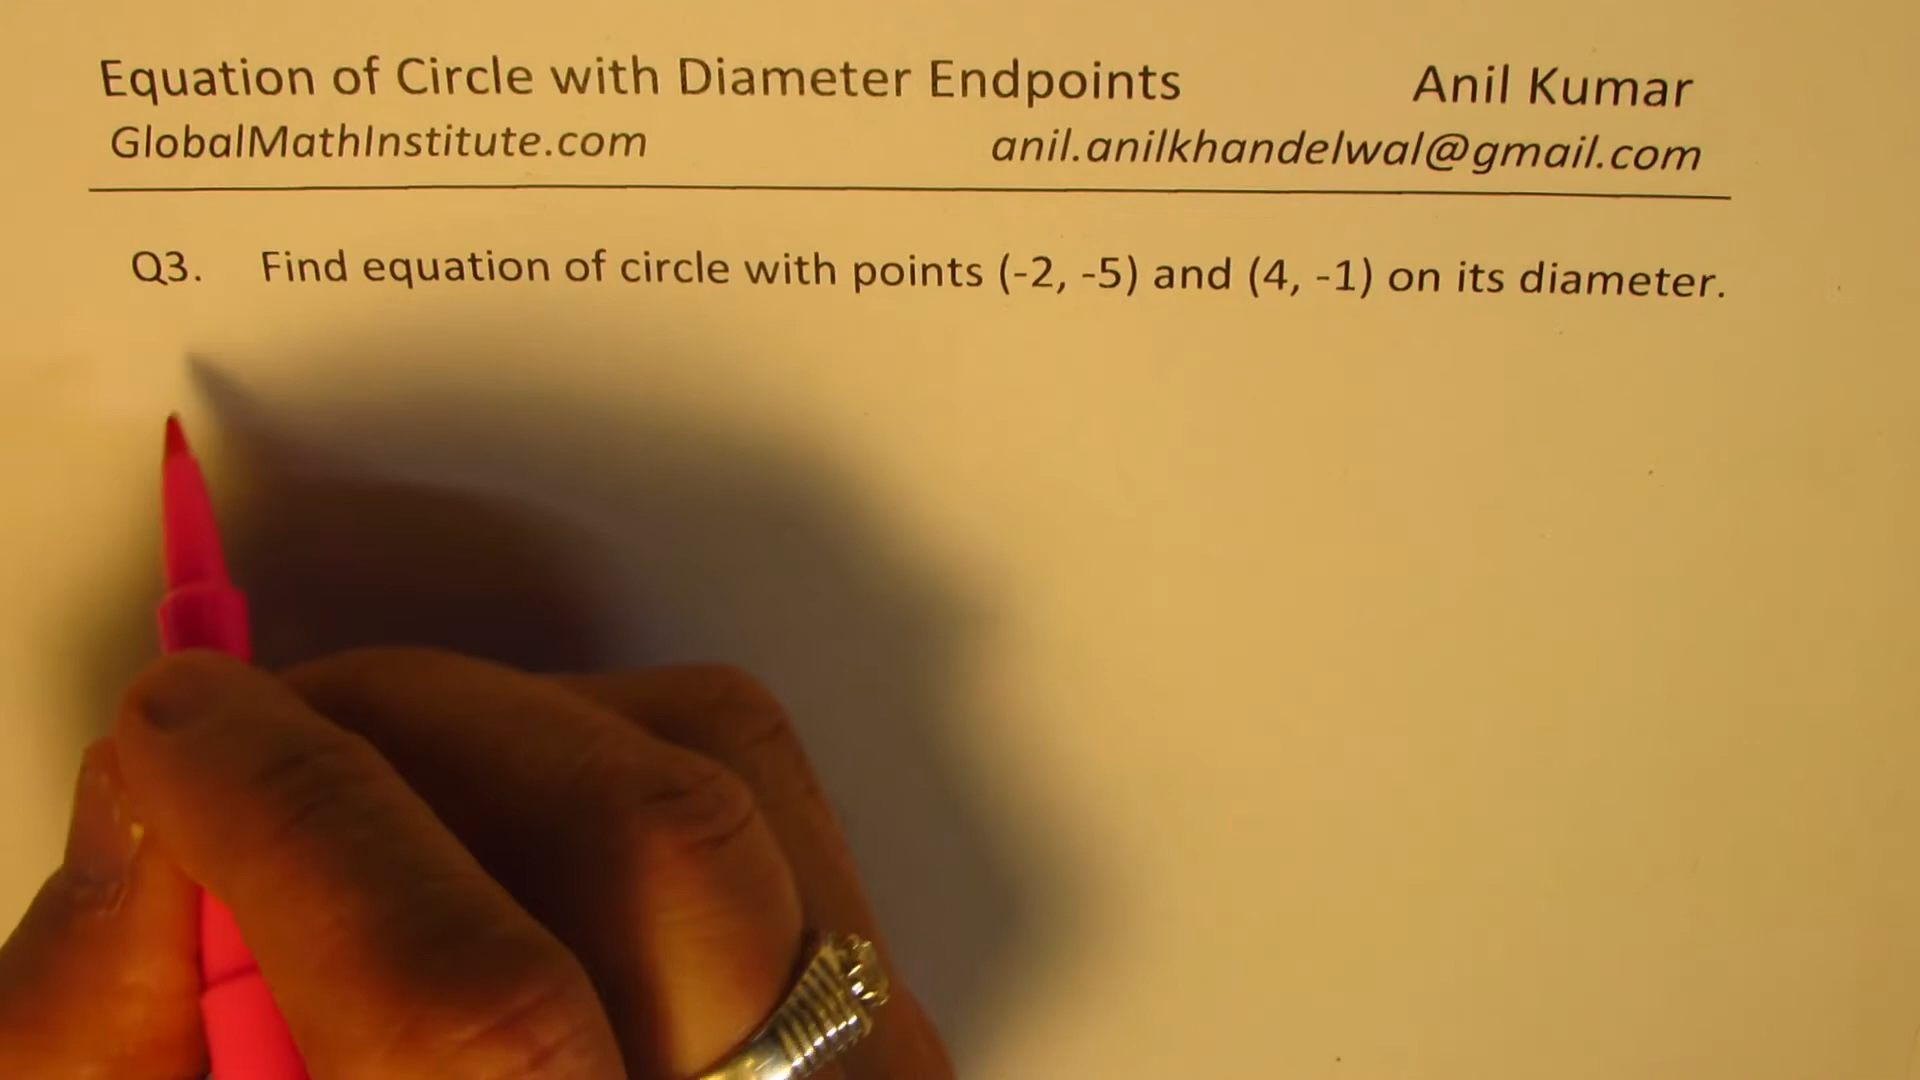 Equation of Circle with Diameter Endpoints Anil Kumar
GlobalMathInstitute.com anil.anilkhandelwal@gmail.com
Q3. Find equation of circle with points (-2, -5) and (4, -1) on its diameter.